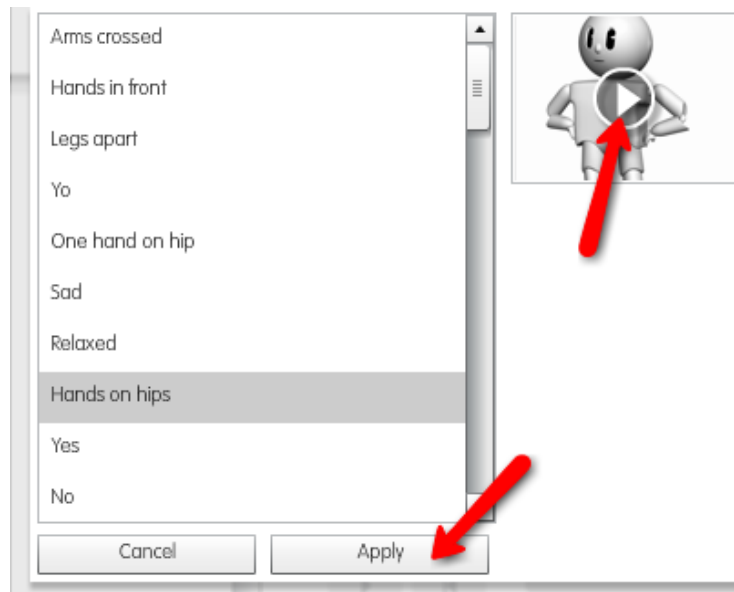 Arms crossed
Hands in front
Legs apart
Yo
One hand on hip
Sad
Relaxed
Hands on hips
Yes
No
Cancel
Apply